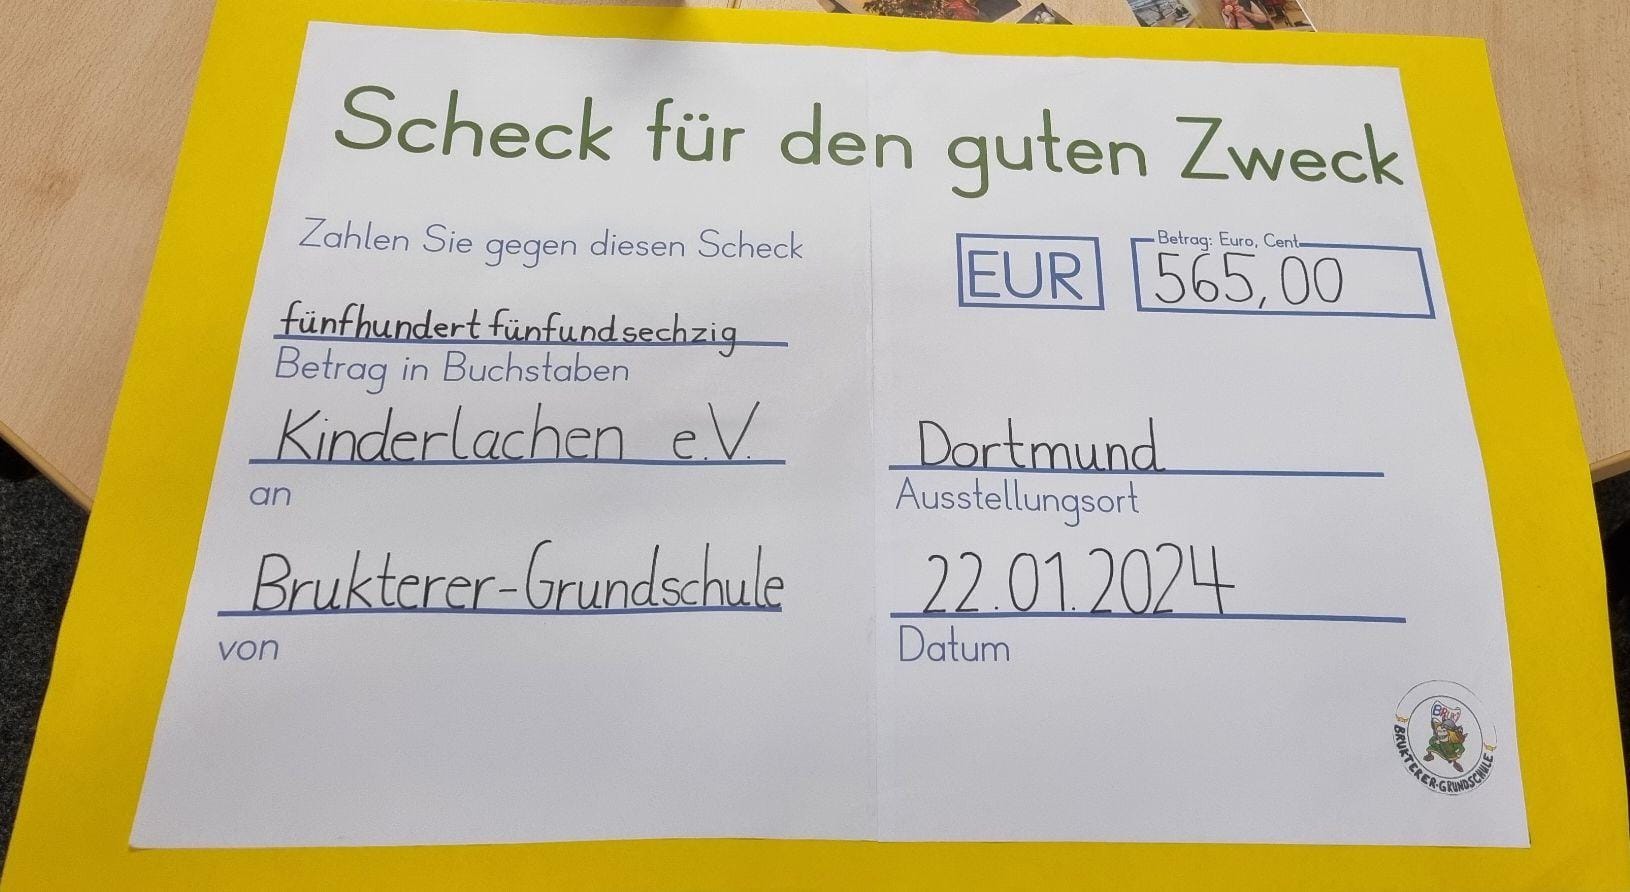 Scheck für den guten Zweck
Zahlen Sie gegen diesen Scheck
EUR
Betrag: Euro, Cent
565,00
fünfhundertfünfundsechzig
Betrag in Buchstaben
Kinderlachen e.V.
an
Dortmund
Ausstellungsort
Brukterer-Grundschule
von
22.01.2024
Datum
BRUKTERER-GRUNDSCHULE